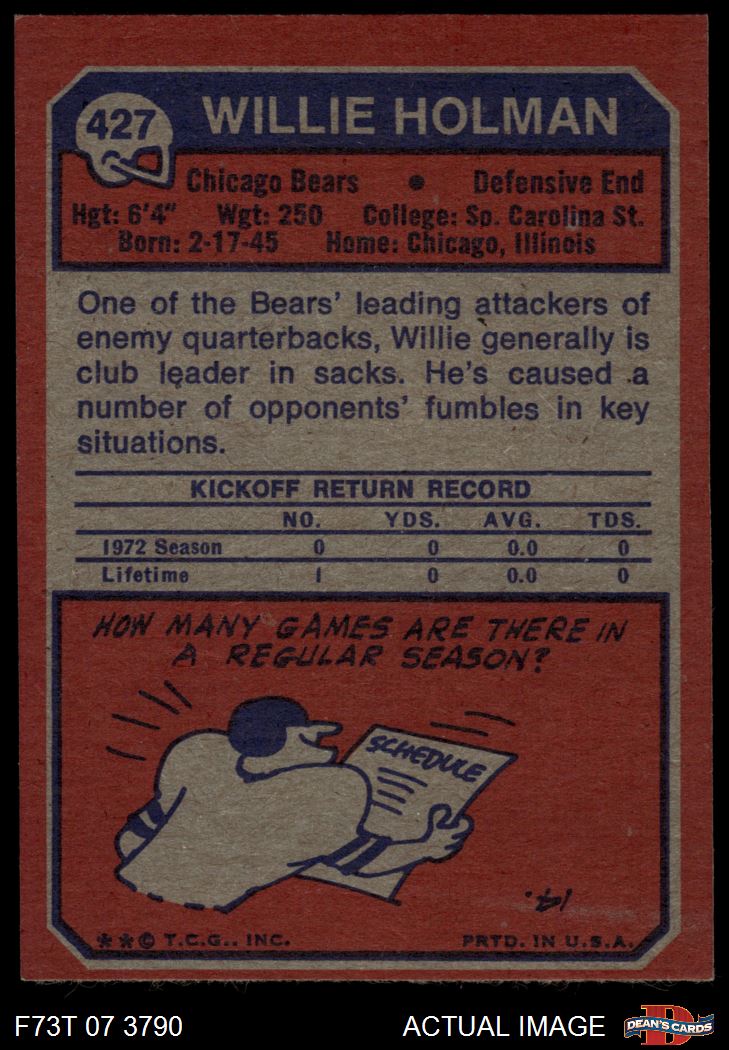 427
WILLIE HOLMAN
Chicago Bears • Defensive End
Hgt: 6'4" Wgt: 250 College: So. Carolina St.
Born: 2-17-45 Home: Chicago, Illinois
One of the Bears' leading attackers of
enemy quarterbacks, Willie generally is
club leader in sacks. He's caused a
number of opponents' fumbles in key
situations.
KICKOFF RETURN RECORD
NO. YDS. AVG. TDS.
1972 Season 0 0 0.0 0
Lifetime 1 0 0.0 0
HOW MANY GAMES ARE THERE IN
A REGULAR SEASON?
SCHEDULE
14.
**© T.C.G., INC. PRTD. IN U.S.A.
F73T 07 3790 ACTUAL IMAGE DEAN'S CARDS